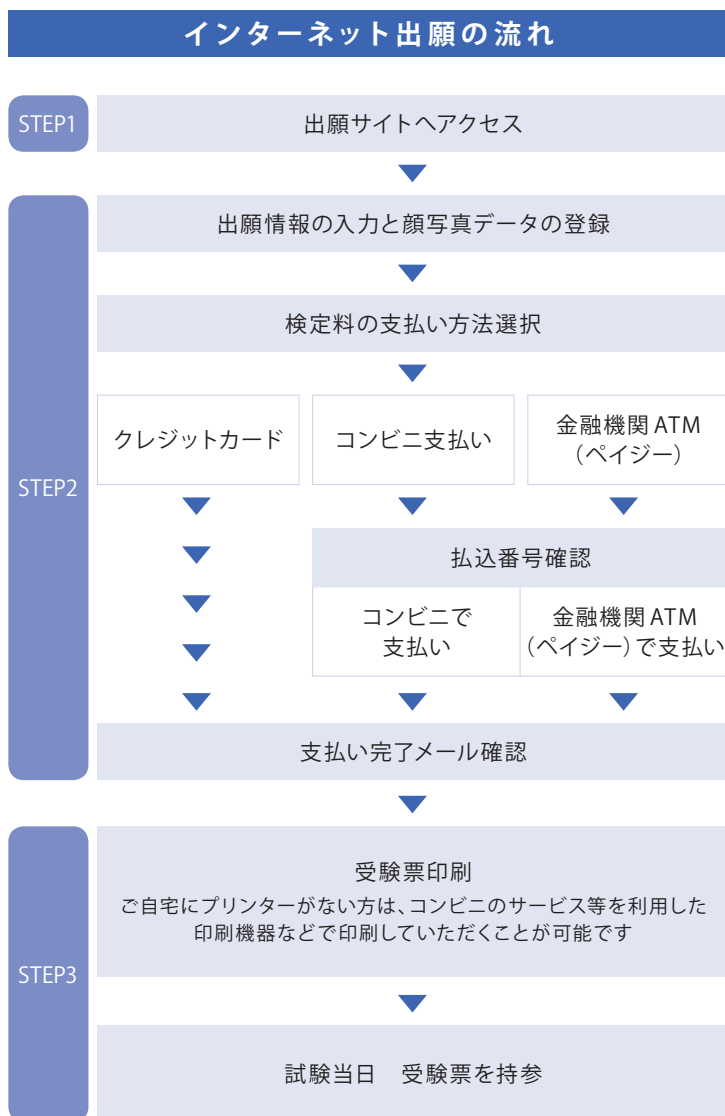 インターネット出願の流れ
STEP1
出願サイトへアクセス
STEP2
出願情報の入力と顔写真データの登録
検定料の支払い方法選択
クレジットカード
コンビニ支払い
金融機関 ATM
（ペイジー）
払込番号確認
コンビニで
支払い
金融機関 ATM
（ペイジー）で支払い
支払い完了メール確認
STEP3
受験票印刷
ご自宅にプリンターがない方は、コンビニのサービス等を利用した
印刷機器などで印刷していただくことが可能です
試験当日　受験票を持参